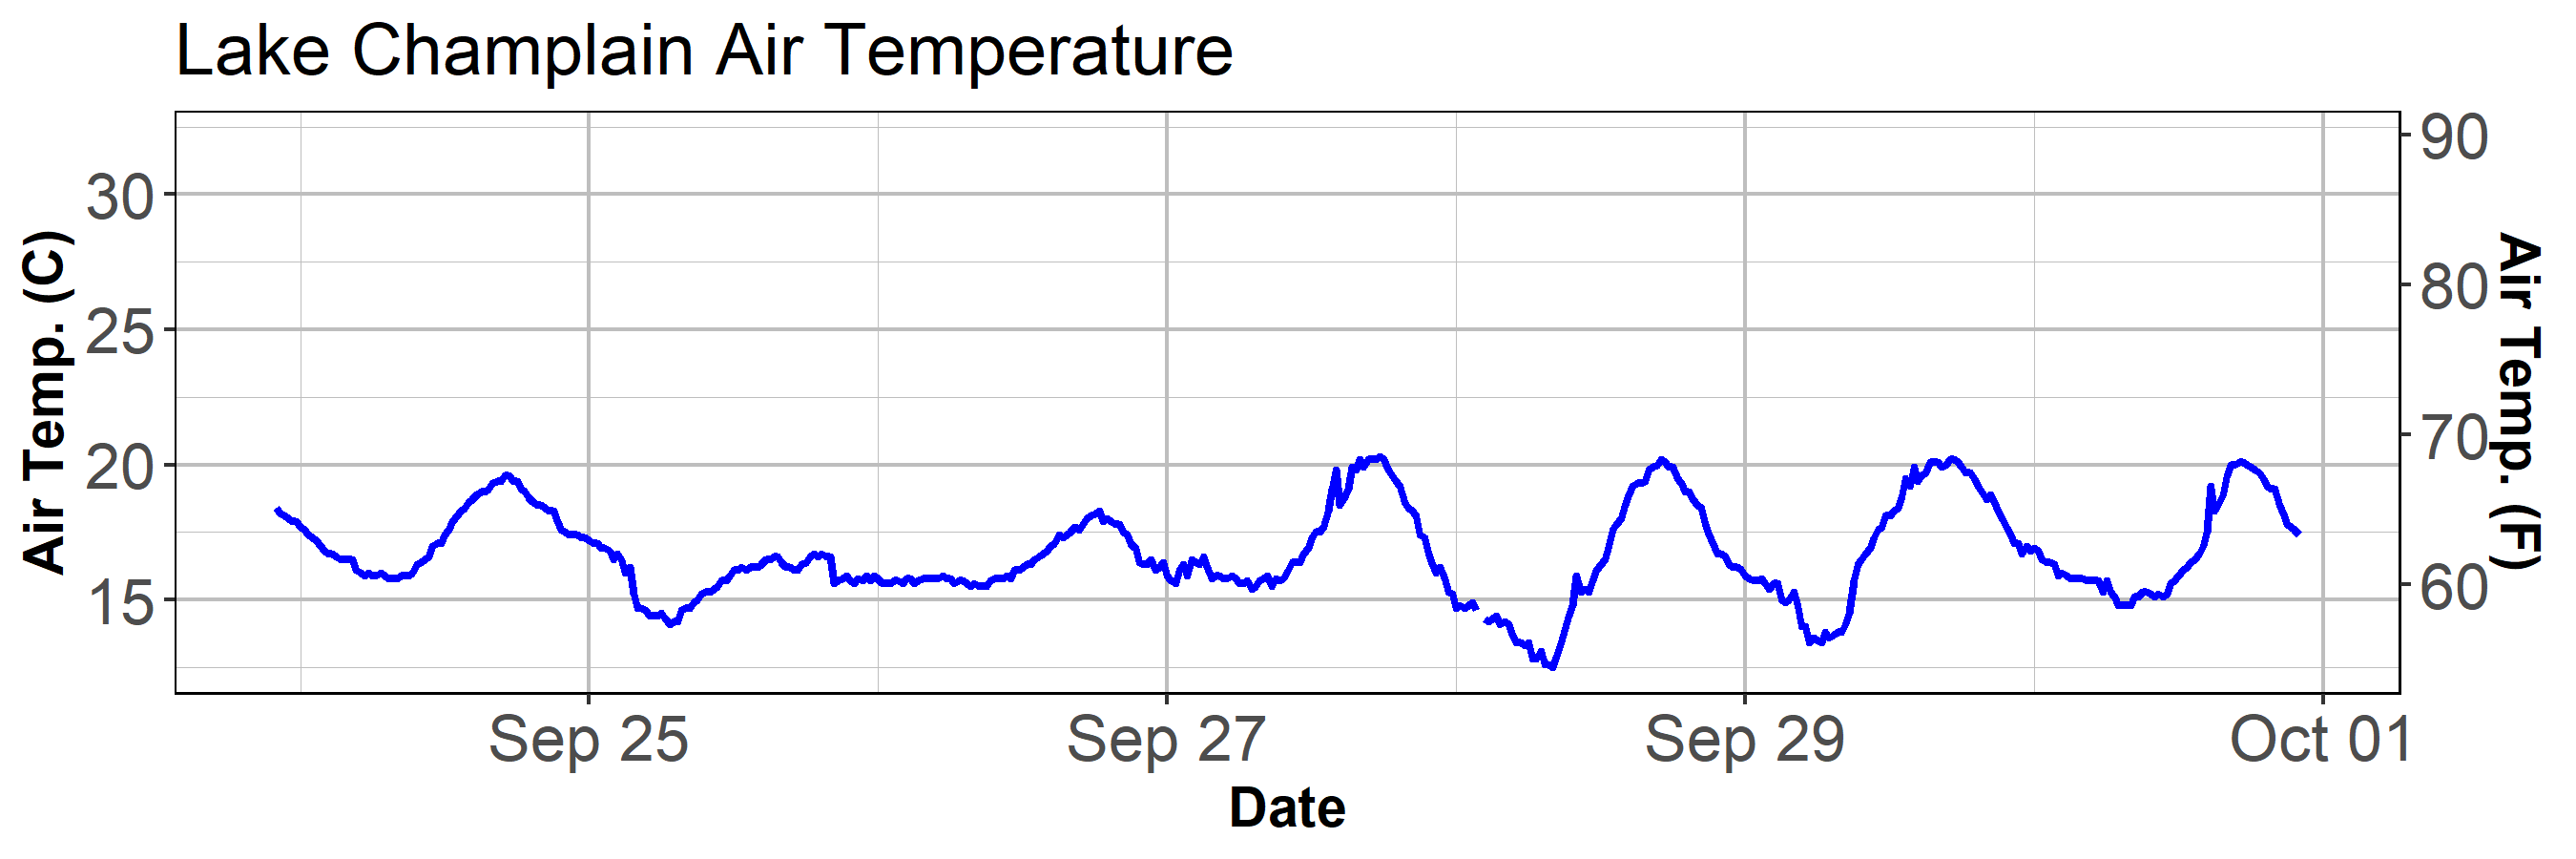 Lake Champlain Air Temperature
Air Temp. (C)
30
25
20
15
90
80
70
60
Air Temp. (F)
Sep 25
Sep 27
Sep 29
Oct 01
Date